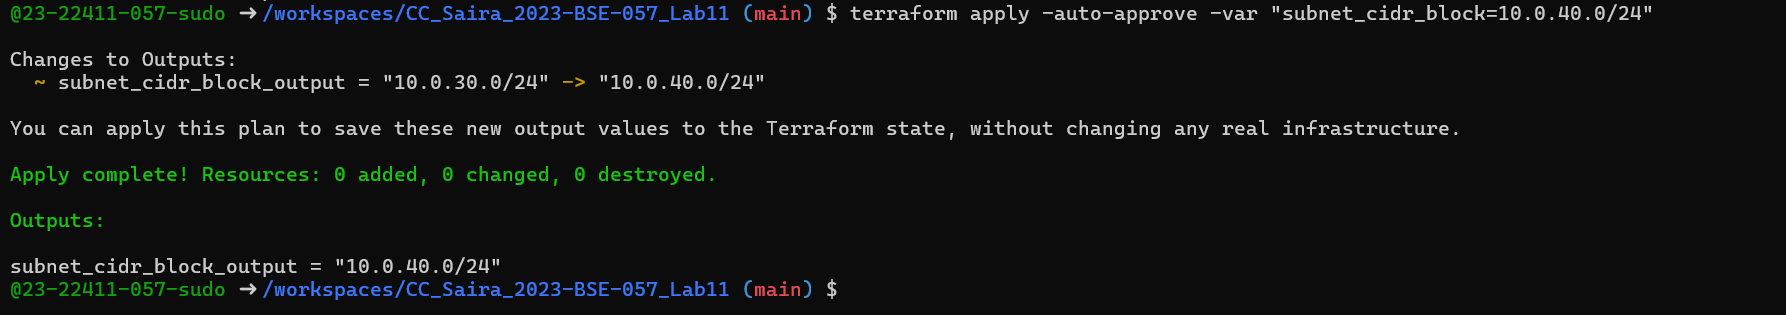 @23-22411-057-sudo ➜ /workspaces/CC_Saira_2023-BSE-057_Lab11 (main) $ terraform apply -auto-approve -var "subnet_cidr_block=10.0.40.0/24"
Changes to Outputs:
~ subnet_cidr_block_output = "10.0.30.0/24" -> "10.0.40.0/24"
You can apply this plan to save these new output values to the Terraform state, without changing any real infrastructure.
Apply complete! Resources: 0 added, 0 changed, 0 destroyed.
Outputs:
subnet_cidr_block_output = "10.0.40.0/24"
@23-22411-057-sudo ➜ /workspaces/CC_Saira_2023-BSE-057_Lab11 (main) $